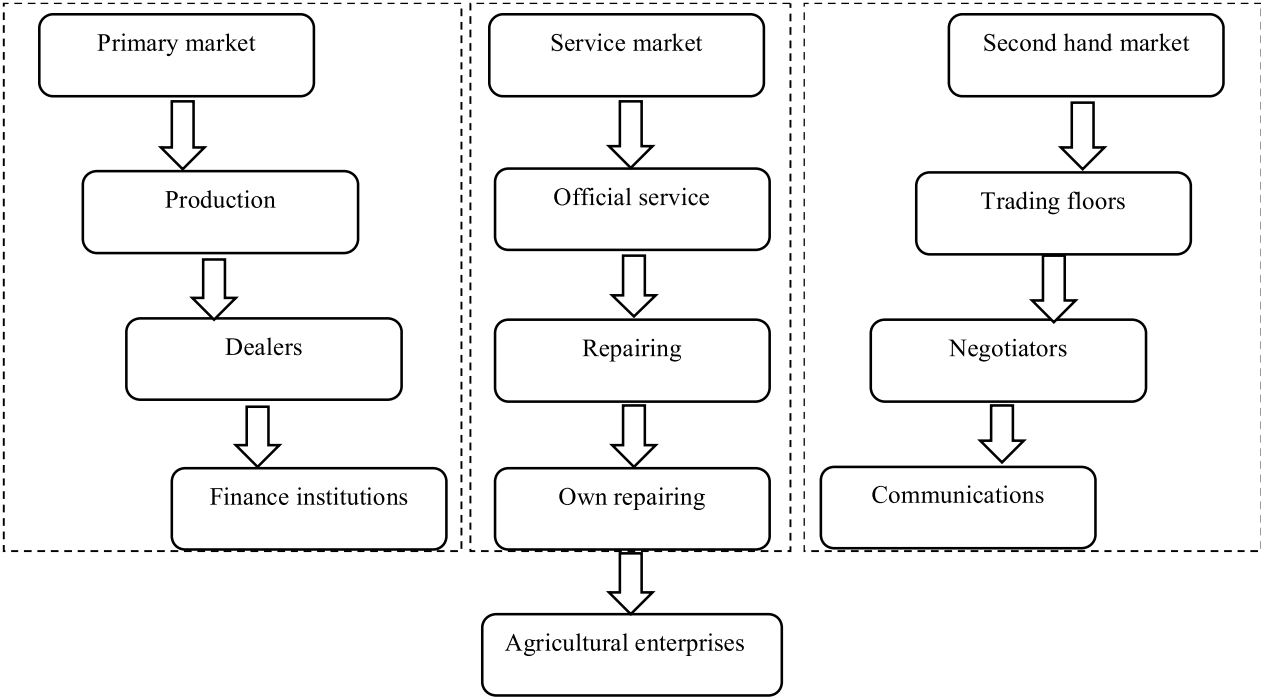 Primary market
Service market
Second hand market
Production
Official service
Trading floors
Dealers
Repairing
Negotiators
Finance institutions
Own repairing
Communications
Agricultural enterprises